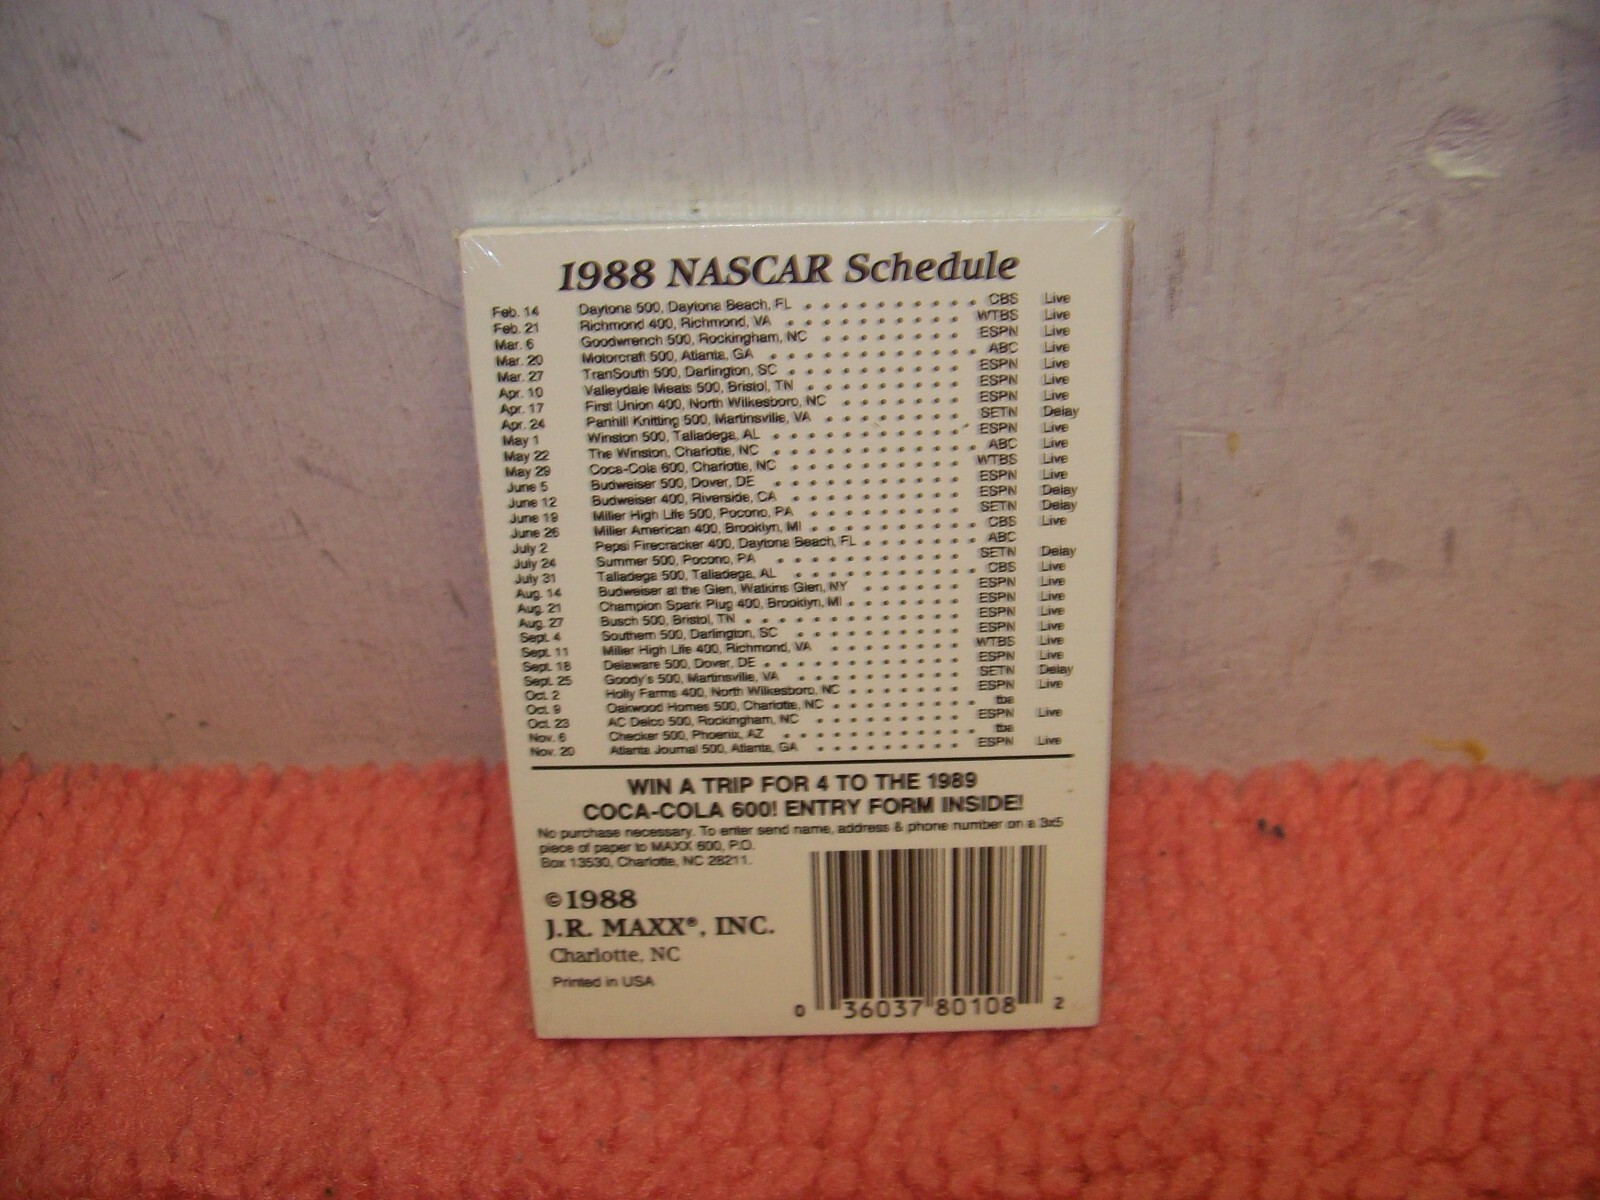 1988 NASCAR Schedule
Feb. 14 Daytona 500, Daytona Beach, FL . . . . . . . . . . CBS Live
Feb. 21 Richmond 400, Richmond, VA . . . . . . . . . . WTBS Live
Mar. 6 Goodwrench 500, Rockingham, NC . . . . . . . . ESPN Live
Mar. 20 Motorcraft 500, Atlanta, GA . . . . . . . . . . . . ABC Live
Mar. 27 TranSouth 500, Darlington, SC . . . . . . . . . . ESPN Live
Apr. 10 Valleydale Meats 500, Bristol, TN . . . . . . . . . ESPN Live
Apr. 17 First Union 400, North Wilkesboro, NC . . . . . . . ESPN Live
Apr. 24 Panhill Knitting 500, Martinsville, VA . . . . . . . . SETN Delay
May 1 Winston 500, Talladega, AL . . . . . . . . . . . ESPN Live
May 22 The Winston, Charlotte, NC . . . . . . . . . . . ABC Live
May 29 Coca-Cola 600, Charlotte, NC . . . . . . . . . . WTBS Live
June 5 Budweiser 500, Dover, DE . . . . . . . . . . . ESPN Live
June 12 Budweiser 400, Riverside, CA . . . . . . . . . . ESPN Delay
June 19 Miller High Life 500, Pocono, PA . . . . . . . . . SETN Delay
June 26 Miller American 400, Brooklyn, MI . . . . . . . . . CBS Live
July 2 Pepsi Firecracker 400, Daytona Beach, FL . . . . . . . ABC
July 24 Summer 500, Pocono, PA . . . . . . . . . . . SETN Delay
July 31 Talladega 500, Talladega, AL . . . . . . . . . . . CBS Live
Aug. 14 Budweiser at the Glen, Watkins Glen, NY . . . . . . ESPN Live
Aug. 21 Champion Spark Plug 400, Brooklyn, MI . . . . . . . ESPN Live
Aug. 27 Busch 500, Bristol, TN . . . . . . . . . . . . . ESPN Live
Sept. 4 Southern 500, Darlington, SC . . . . . . . . . . ESPN Live
Sept. 11 Miller High Life 400, Richmond, VA . . . . . . . . WTBS Live
Sept. 18 Delaware 500, Dover, DE . . . . . . . . . . . . ESPN Live
Sept. 25 Goody's 500, Martinsville, VA . . . . . . . . . . SETN Delay
Oct. 2 Holly Farms 400, North Wilkesboro, NC . . . . . . . ESPN Live
Oct. 9 Oakwood Homes 500, Charlotte, NC . . . . . . . . . tba
Oct. 23 AC Delco 500, Rockingham, NC . . . . . . . . . ESPN Live
Nov. 6 Checker 500, Phoenix, AZ . . . . . . . . . . . . tba
Nov. 20 Atlanta Journal 500, Atlanta, GA . . . . . . . . . ESPN Live
WIN A TRIP FOR 4 TO THE 1989
COCA-COLA 600! ENTRY FORM INSIDE!
No purchase necessary. To enter send name, address & phone number on a 3x5
piece of paper to MAXX 600, P.O.
Box 13530, Charlotte, NC 28211.
©1988
J.R. MAXX®, INC.
Charlotte, NC
Printed in USA
0 36037 80108 2